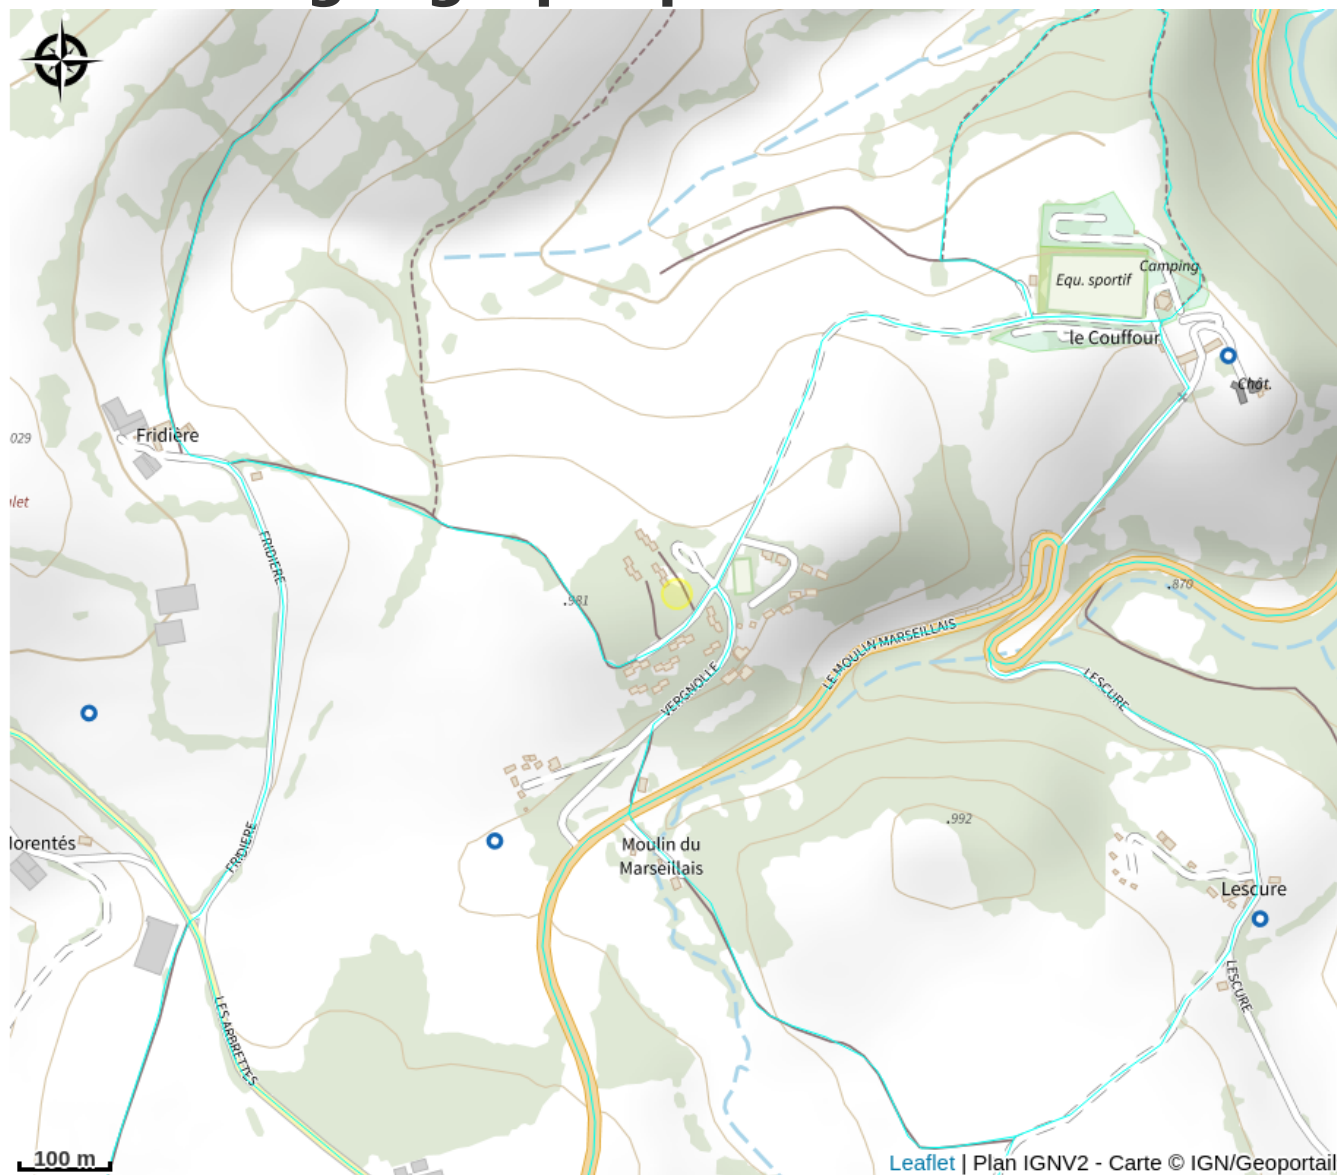 Camping
Equ. sportif
le Couffour
Chât.
029
Fridière
let
FRIDIERE
.981
.870
LE MOULIN MARSEILLAIS
VERGNOLLE
LESCURE
FRIDIERE
lorentés
Moulin du
Marseillais
.992
Lescure
LESCURE
LES ARBRETTES
100 m
Leaflet | Plan IGNV2 - Carte © IGN/Geoportail